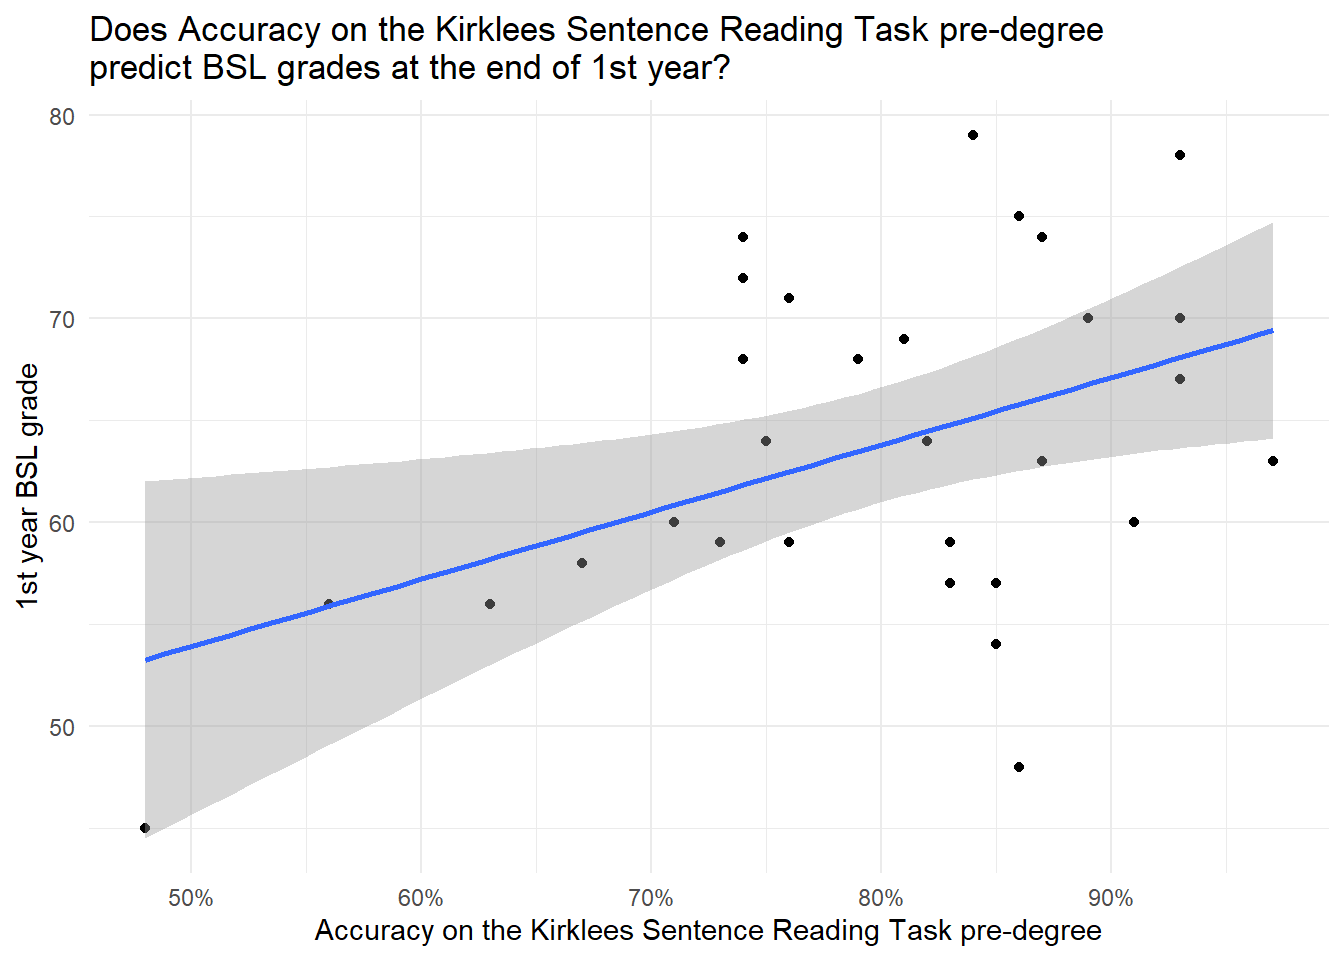 Does Accuracy on the Kirklees Sentence Reading Task pre-degree
predict BSL grades at the end of 1st year?
80
70
60
50
1st year BSL grade
50%
60%
70%
80%
90%
Accuracy on the Kirklees Sentence Reading Task pre-degree